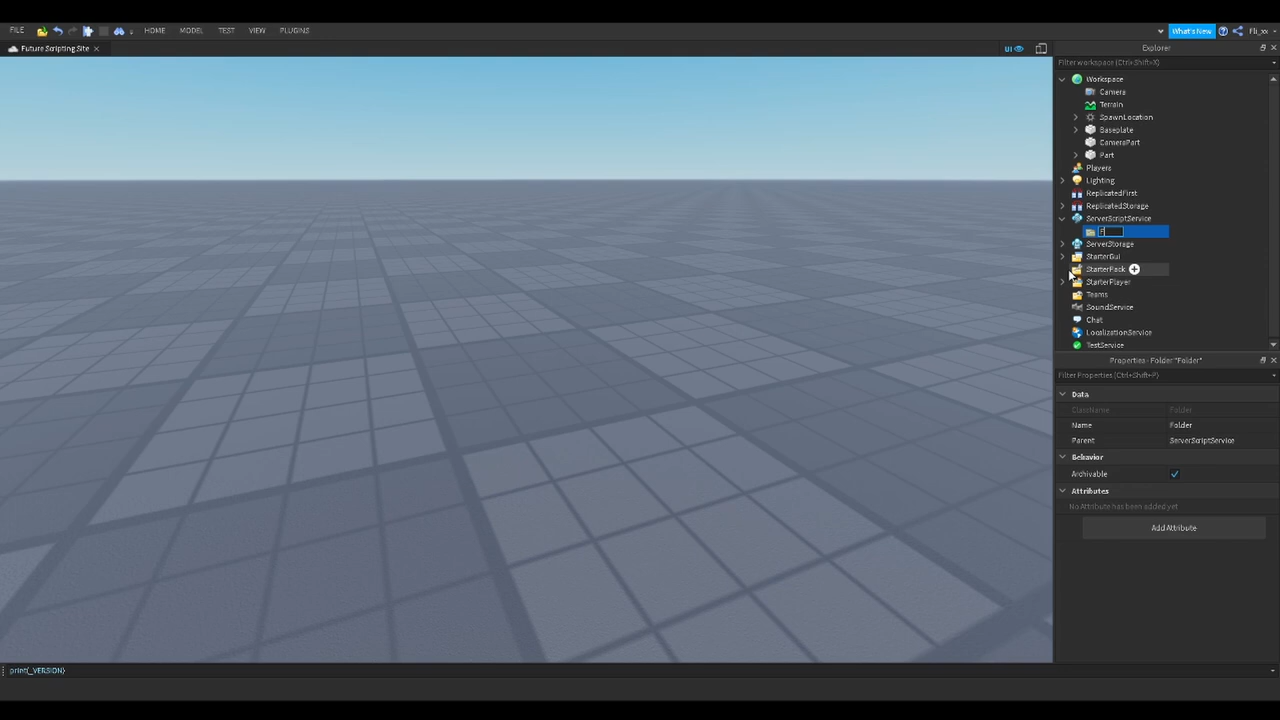 FILE HOME MODEL TEST VIEW PLUGINS What's New Fli_xx
Future Scripting Site × UI Explorer
Filter workspace (Ctrl+Shift+X)
Workspace
Camera
Terrain
SpawnLocation
Baseplate
CameraPart
Part
Players
Lighting
ReplicatedFirst
ReplicatedStorage
ServerScriptService
F
ServerStorage
StarterGui
StarterPack
StarterPlayer
Teams
SoundService
Chat
LocalizationService
TestService
Properties - Folder "Folder"
Filter Properties (Ctrl+Shift+P)
Data
ClassName Folder
Name Folder
Parent ServerScriptService
Behavior
Archivable
Attributes
No Attribute has been added yet
Add Attribute
print(_VERSION)